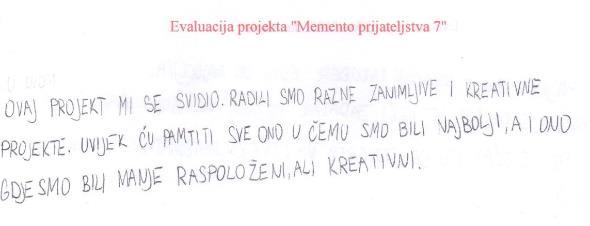 Evaluacija projekta "Memento prijateljstva 7"
OVAJ PROJEKT MI SE SVIDIO. RADILI SMO RAZNE ZANIMLJIVE I KREATIVNE
PROJEKTE. UVIJEK ĆU PAMTITI SVE ONO U ČEMU SMO BILI NAJBOLJI, A I ONO
GDJE SMO BILI MANJE RASPOLOŽENI, ALI KREATIVNI.